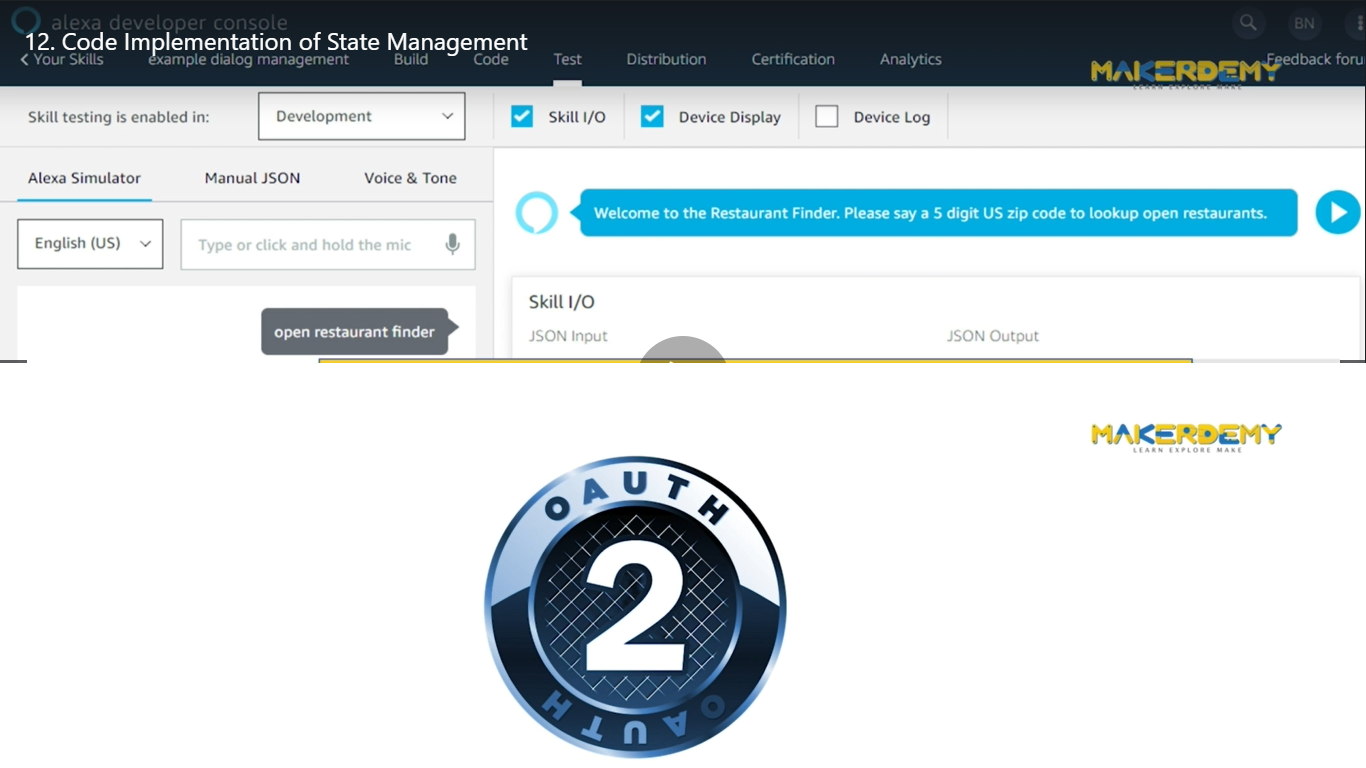 alexa developer console
BN
12. Code Implementation of State Management
Your Skills
example dialog management
Build
Code
Test
Distribution
Certification
Analytics
Feedback foru
MAKERDEMY
LEARN EXPLORE MAKE
Skill testing is enabled in:
Development
Skill I/O
Device Display
Device Log
Alexa Simulator
Manual JSON
Voice & Tone
Welcome to the Restaurant Finder. Please say a 5 digit US zip code to lookup open restaurants.
English (US)
Type or click and hold the mic
Skill I/O
open restaurant finder
JSON Input
JSON Output
MAKERDEMY
LEARN EXPLORE MAKE
OAUTH
2
OAUTH